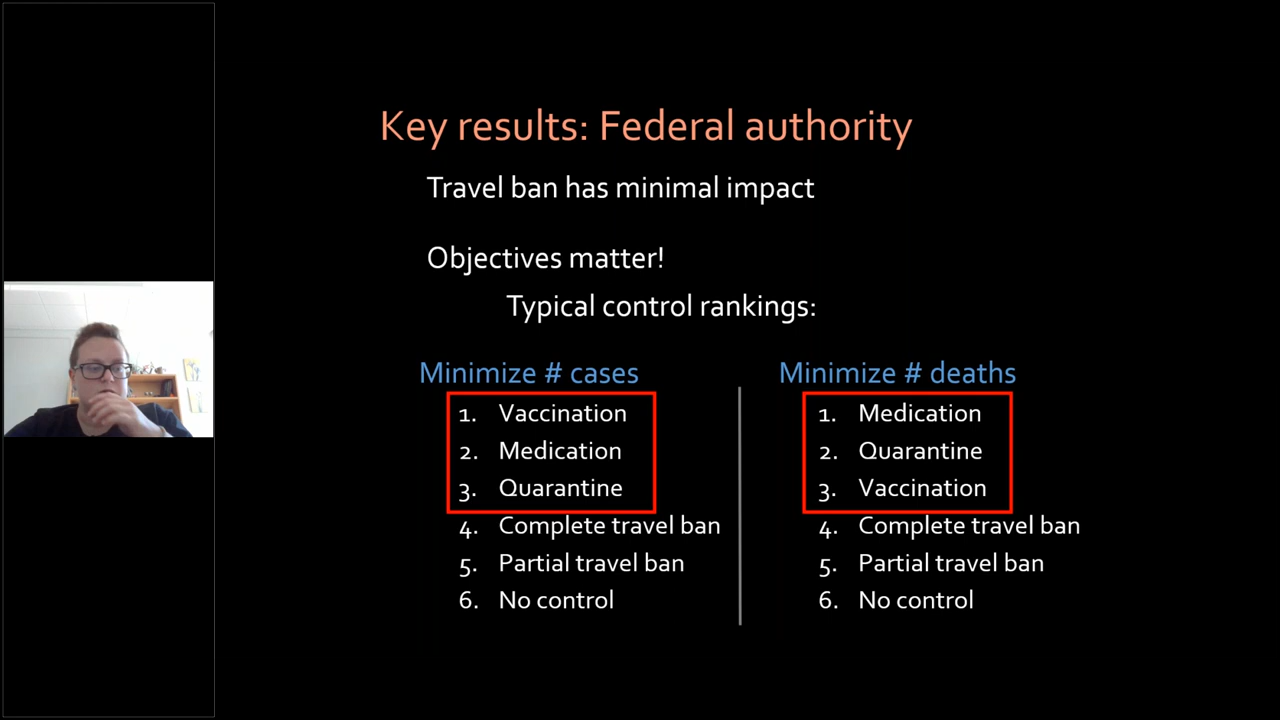 Key results: Federal authority
Travel ban has minimal impact
Objectives matter!
Typical control rankings:
Minimize # cases
1. Vaccination
2. Medication
3. Quarantine
4. Complete travel ban
5. Partial travel ban
6. No control
Minimize # deaths
1. Medication
2. Quarantine
3. Vaccination
4. Complete travel ban
5. Partial travel ban
6. No control